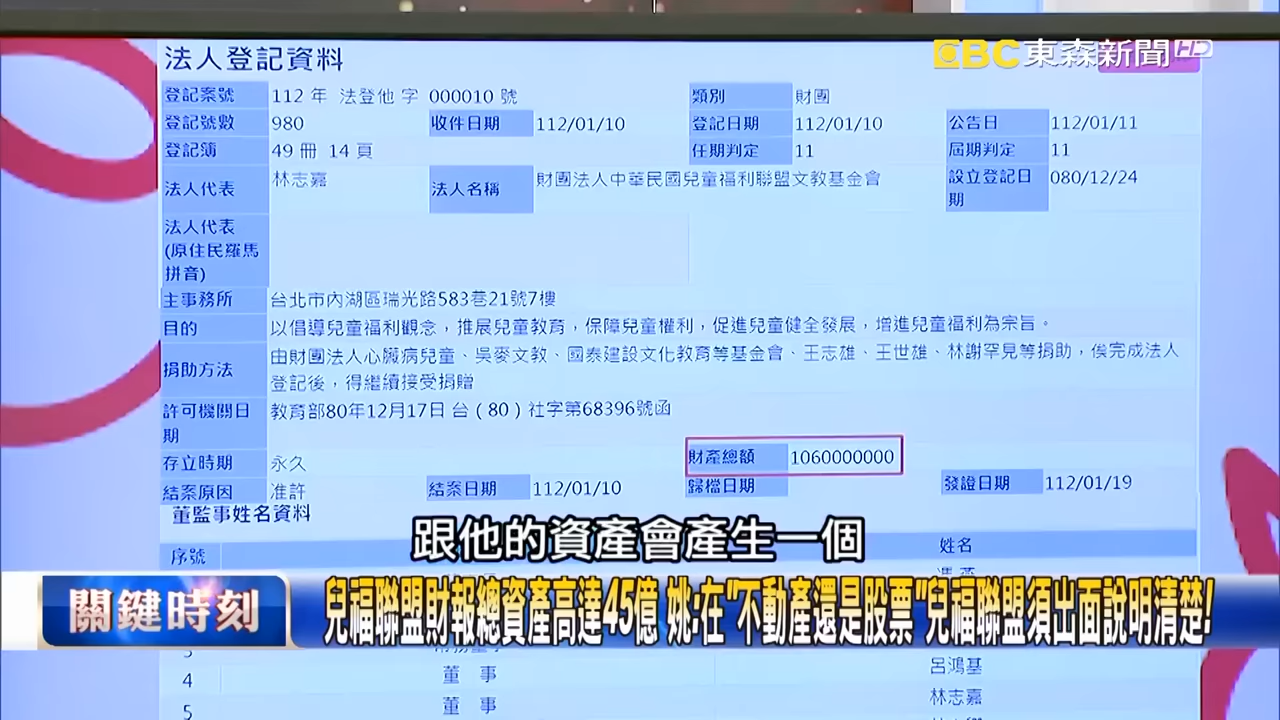 法人登記資料
EBC 東森新聞 HD
登記案號 112 年 法登他 字 000010 號 類別 財團
登記號數 980 收件日期 112/01/10 登記日期 112/01/10 公告日 112/01/11
登記簿 49 冊 14 頁 任期判定 11 屆期判定 11
法人代表 林志嘉 法人名稱 財團法人中華民國兒童福利聯盟文教基金會 設立登記日期 080/12/24
法人代表
(原住民羅馬
拼音)
主事務所 台北市內湖區瑞光路583巷21號7樓
目的 以倡導兒童福利觀念，推展兒童教育，保障兒童權利，促進兒童健全發展，增進兒童福利為宗旨。
捐助方法 由財團法人心臟病兒童、吳麥文教、國泰建設文化教育等基金會、王志雄、王世雄、林謝罕見等捐助，俟完成法人
登記後，得繼續接受捐贈
許可機關日期 教育部80年12月17日 台（80）社字第68396號函
存立時期 永久 財產總額 1060000000
結案原因 准許 結案日期 112/01/10 歸檔日期 發證日期 112/01/19
董監事姓名資料
序號 姓名
跟他的資產會產生一個
關鍵時刻
兒福聯盟財報總資產高達45億 姚:在"不動產還是股票"兒福聯盟須出面說明清楚!
4 董 事 呂鴻基
5 董 事 林志嘉